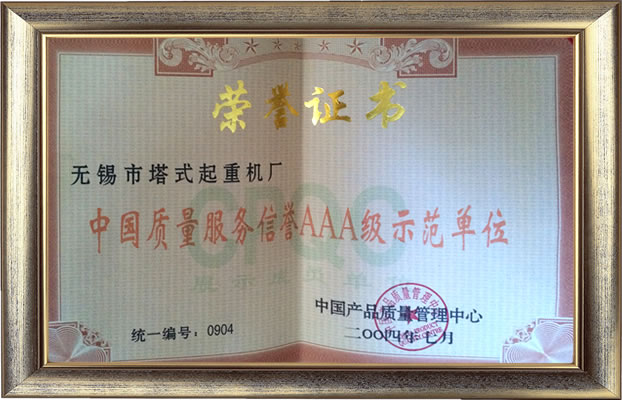 荣誉证书
无锡市塔式起重机厂
中国质量服务信誉AAA级示范单位
中国产品质量管理中心
统一编号：0904
二〇〇四年七月